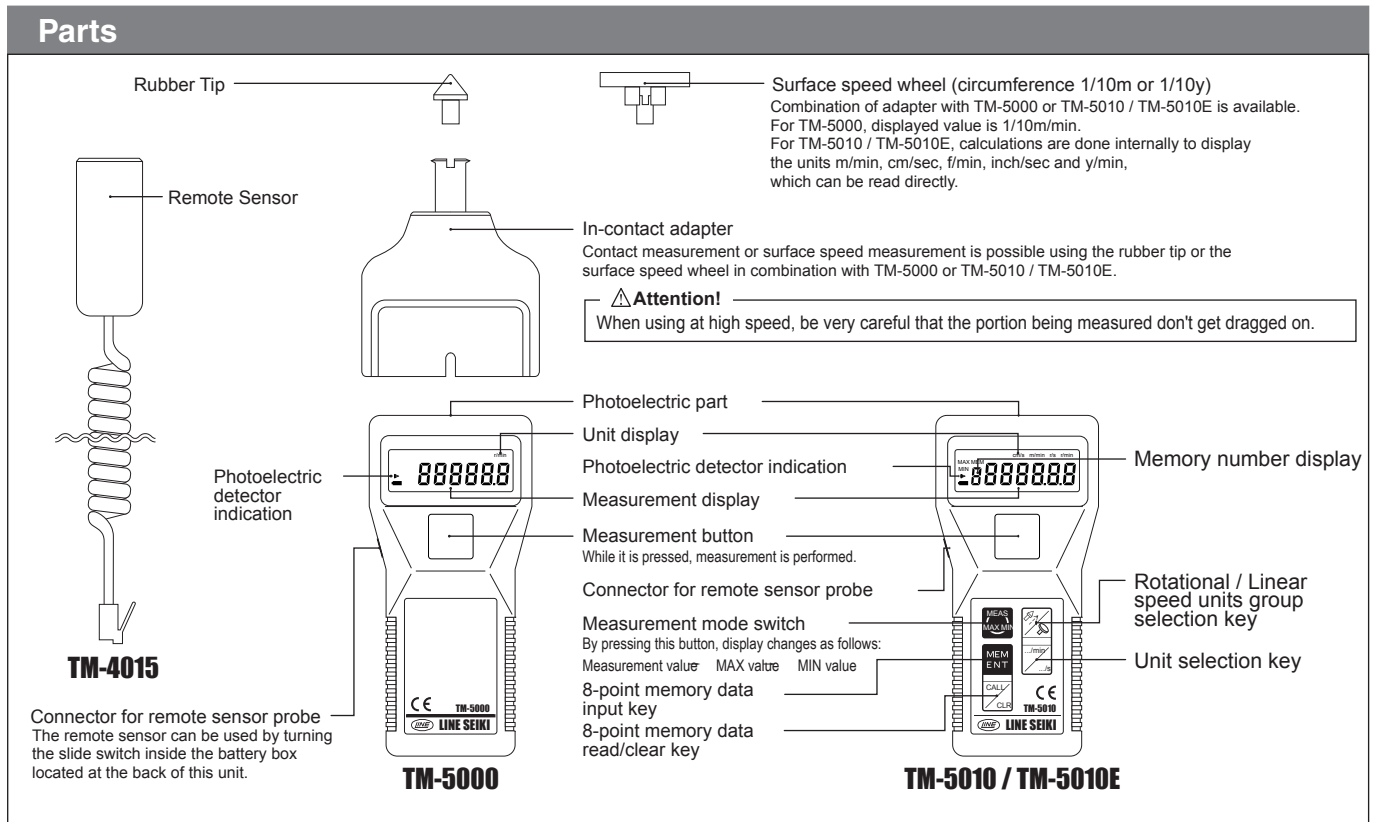 Parts
Rubber Tip
Surface speed wheel (circumference 1/10m or 1/10y)
Combination of adapter with TM-5000 or TM-5010 / TM-5010E is available.
For TM-5000, displayed value is 1/10m/min.
For TM-5010 / TM-5010E, calculations are done internally to display
the units m/min, cm/sec, f/min, inch/sec and y/min,
which can be read directly.
Remote Sensor
In-contact adapter
Contact measurement or surface speed measurement is possible using the rubber tip or the
surface speed wheel in combination with TM-5000 or TM-5010 / TM-5010E.
⚠Attention!
When using at high speed, be very careful that the portion being measured don't get dragged on.
Photoelectric part
Unit display
Photoelectric detector indication
Measurement display
Measurement button
While it is pressed, measurement is performed.
Connector for remote sensor probe
Measurement mode switch
By pressing this button, display changes as follows:
Measurement value MAX value MIN value
8-point memory data
input key
8-point memory data
read/clear key
Photoelectric
detector
indication
r/min
888888
CE TM-5000
LINE LINE SEIKI
TM-5000
TM-4015
Connector for remote sensor probe
The remote sensor can be used by turning
the slide switch inside the battery box
located at the back of this unit.
cm/s m/min r/s r/min
MAX MEM
MIN
8888888
MEAS
MAX MIN
MEM
ENT
CALL
CLR
.../min
.../s
CE
TM-5010
LINE LINE SEIKI
TM-5010 / TM-5010E
Memory number display
Rotational / Linear
speed units group
selection key
Unit selection key